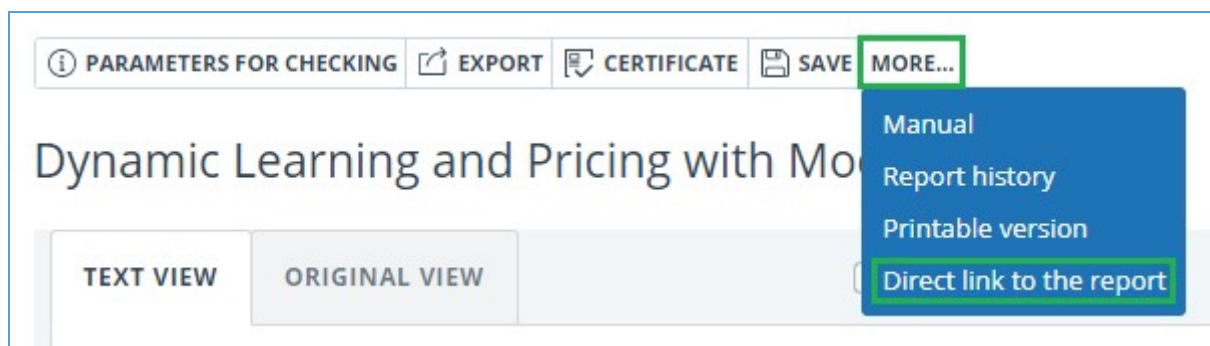 PARAMETERS FOR CHECKING EXPORT CERTIFICATE SAVE MORE...
Manual
Dynamic Learning and Pricing with Mo
Report history
Printable version
TEXT VIEW ORIGINAL VIEW
Direct link to the report